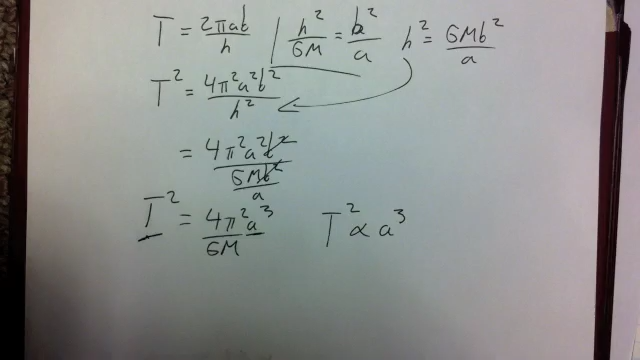 T = 2πab/h | h²/GM = b²/a h² = GMb²/a
T² = 4π²a²b²/h²
= 4π²a²b²/(GMb²/a)
T² = 4π²a³/GM T² ∝ a³